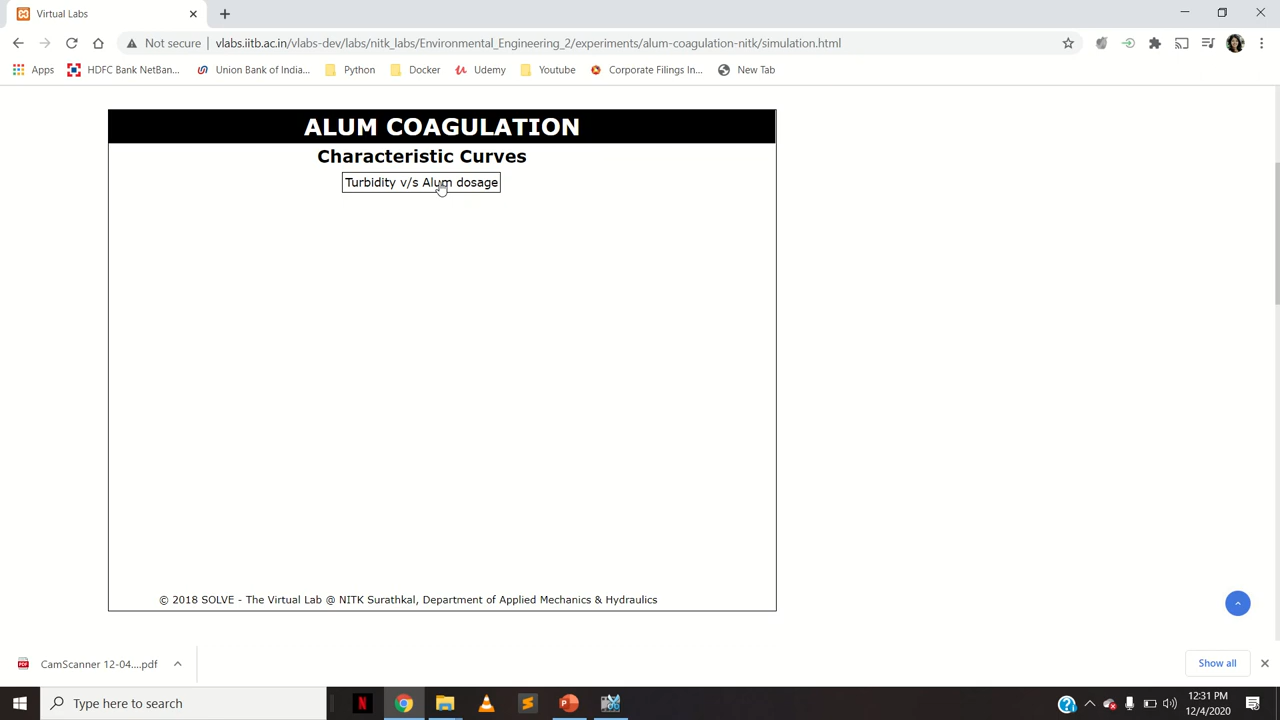 Virtual Labs
Not secure vlabs.iitb.ac.in/vlabs-dev/labs/nitk_labs/Environmental_Engineering_2/experiments/alum-coagulation-nitk/simulation.html
Apps HDFC Bank NetBan... Union Bank of India... Python Docker Udemy Youtube Corporate Filings In... New Tab
ALUM COAGULATION
Characteristic Curves
Turbidity v/s Alum dosage
© 2018 SOLVE - The Virtual Lab @ NITK Surathkal, Department of Applied Mechanics & Hydraulics
CamScanner 12-04....pdf Show all
Type here to search
12:31 PM
12/4/2020